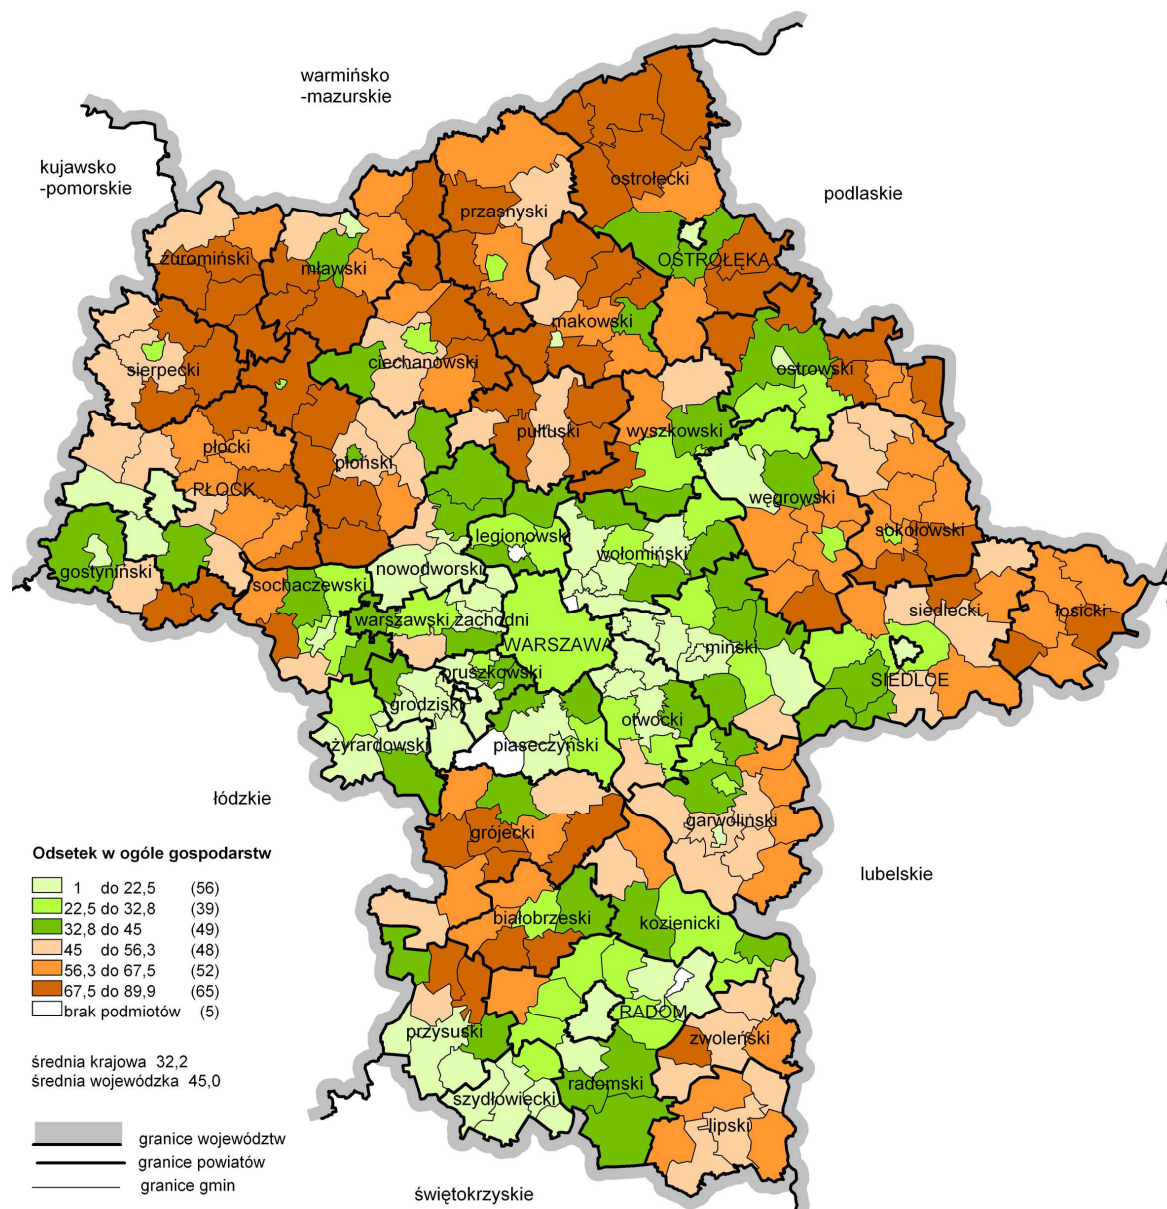 warmińsko
-mazurskie
kujawsko
-pomorskie
podlaskie
ostrołęcki
przasnyski
żuromiński
mławski
OSTROŁĘKA
makowski
ciechanowski
sierpecki
ostrowski
pułtuski
wyszkowski
płocki
płoński
PŁOCK
węgrowski
sokołowski
legionowski
wołomiński
nowodworski
gostyniński
sochaczewski
siedlecki
łosicki
warszawski zachodni
WARSZAWA
miński
SIEDLCE
pruszkowski
grodziski
otwocki
żyrardowski
piaseczyński
łódzkie
garwoliński
grójecki
lubelskie
Odsetek w ogóle gospodarstw
1 do 22,5 (56)
22,5 do 32,8 (39)
32,8 do 45 (49)
45 do 56,3 (48)
56,3 do 67,5 (52)
67,5 do 89,9 (65)
brak podmiotów (5)
białobrzeski
kozienicki
RADOM
przysuski
zwoleński
średnia krajowa 32,2
średnia wojewódzka 45,0
radomski
szydłowiecki
lipski
granice województw
granice powiatów
granice gmin
świętokrzyskie